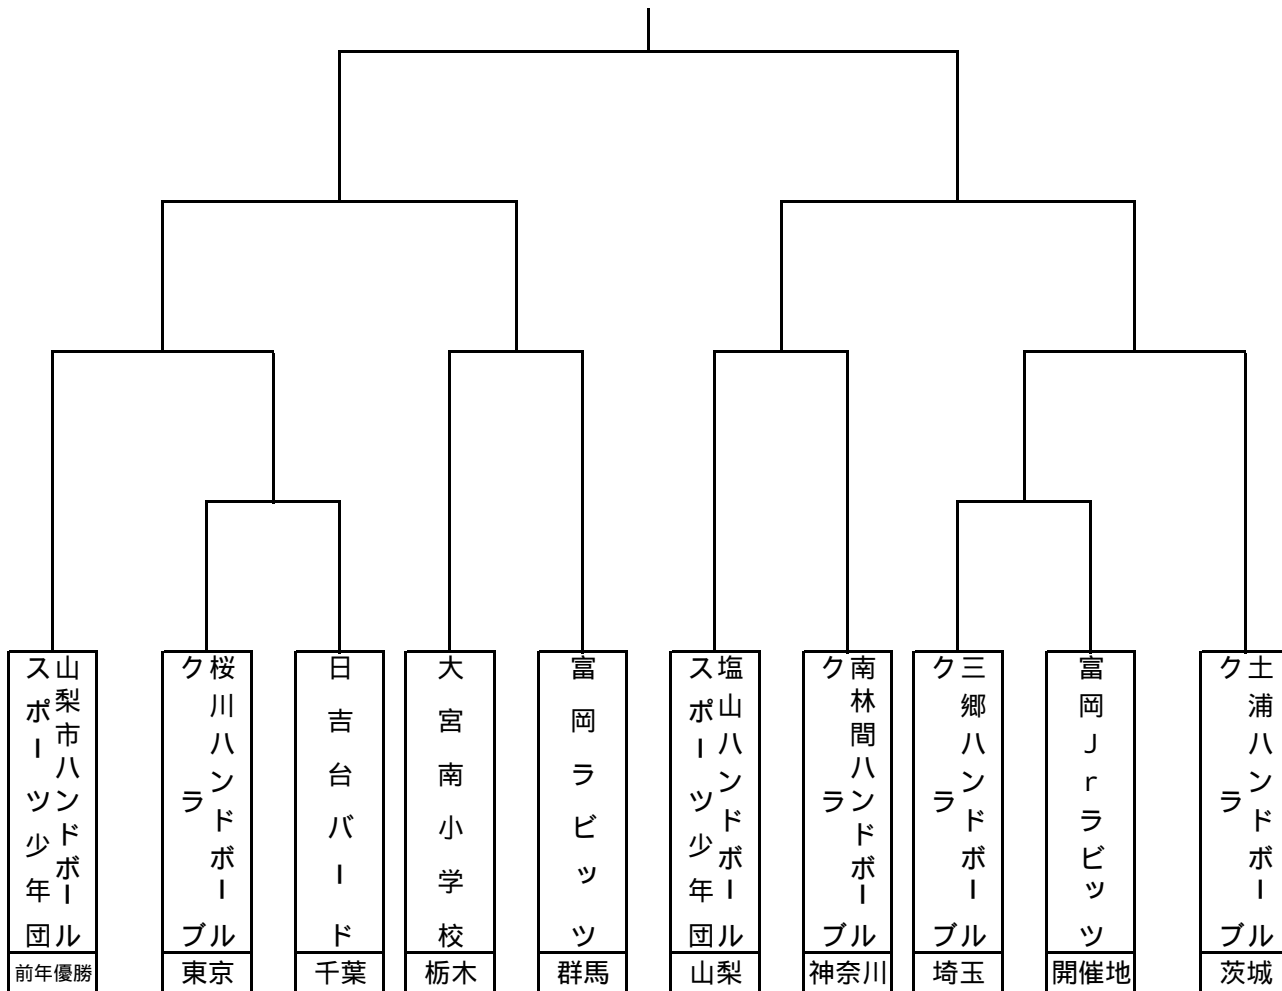 山梨市ハンドボール
スポーツ少年団
前年優勝
桜川ハンドボール
クラブ
東京
日吉台バード
千葉
大宮南小学校
栃木
富岡ラビッツ
群馬
塩山ハンドボール
スポーツ少年団
山梨
南林間ハンドボール
クラブ
神奈川
三郷ハンドボール
クラブ
埼玉
富岡Jrラビッツ
開催地
土浦ハンドボール
クラブ
茨城